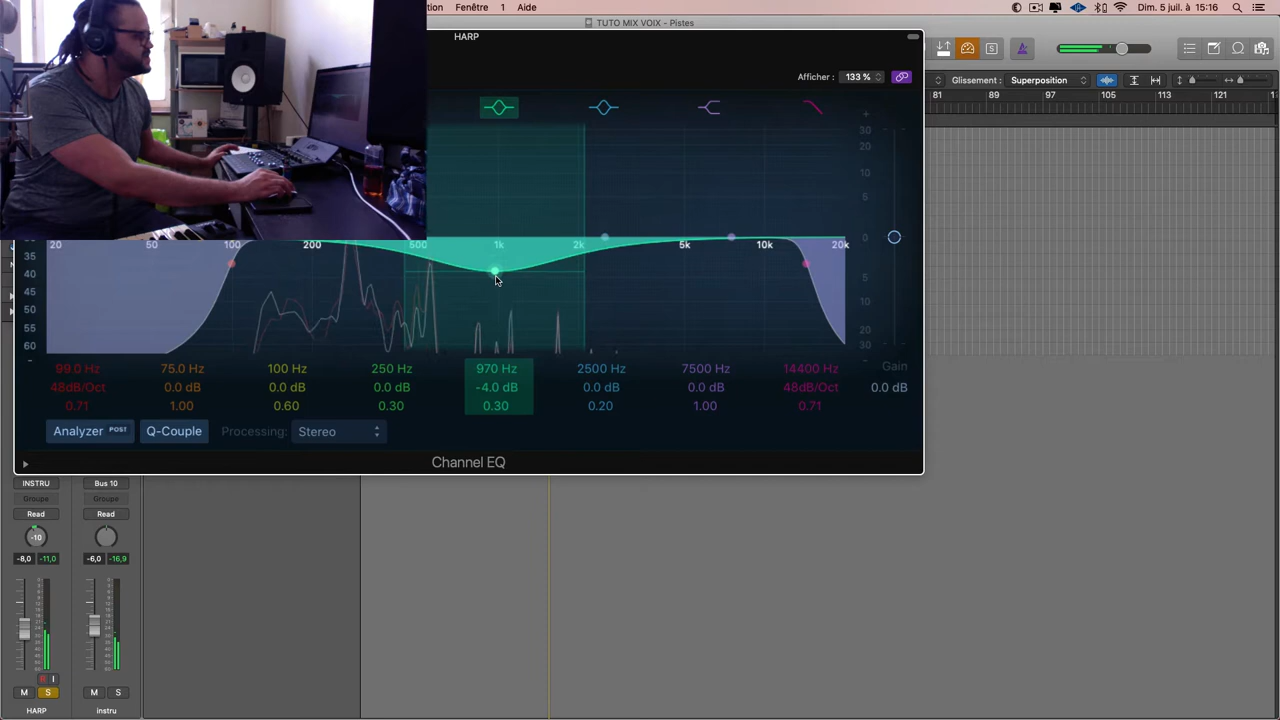 tion Fenêtre 1 Aide
Dim. 5 juil. à 15:16
TUTO MIX VOIX - Pistes
HARP
Afficher : 133 %
Glissement : Superposition
81 89 97 105 113 121
20 50 100 200 500 1k 2k 5k 10k 20k
35
40
45
50
55
60
30
20
10
5
0
5
10
20
30
99.0 Hz 75.0 Hz 100 Hz 250 Hz 970 Hz 2500 Hz 7500 Hz 14400 Hz Gain
48dB/Oct 0.0 dB 0.0 dB 0.0 dB -4.0 dB 0.0 dB 0.0 dB 48dB/Oct 0.0 dB
0.71 1.00 0.60 0.30 0.30 0.20 1.00 0.71
Analyzer POST Q-Couple Processing: Stereo
Channel EQ
INSTRU Bus 10
Groupe Groupe
Read Read
-10
-8,0 -11,0 -6,0 -16,9
R I
M S M S
HARP instru